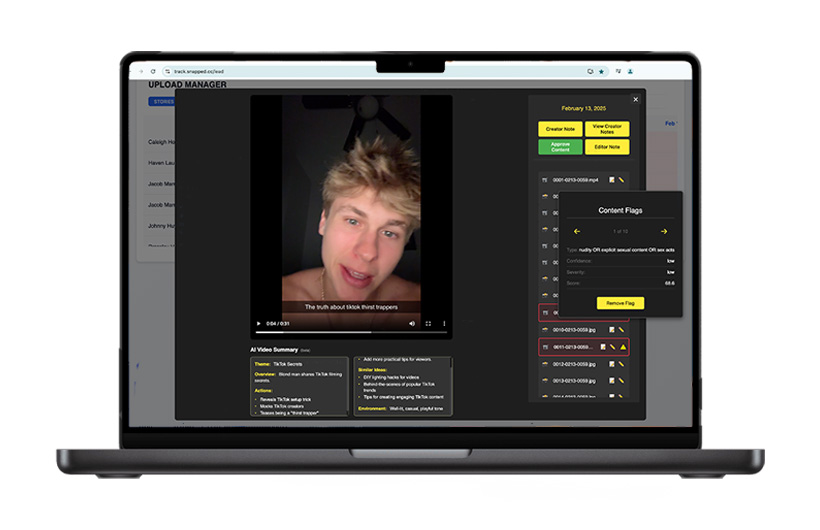 track.snapped.cc/wad
UPLOAD MANAGER
STORIES
Caleigh Ha
Haven Lau
Jacob Mar
Jacob Mar
Johnny Hu
Feb
The truth about tiktok thirst trappers
0:04 / 0:31
AI Video Summary
Theme: TikTok Secrets
Overview: Blond man shares TikTok filming
secrets.
Actions:
Reveals TikTok setup trick
Mocks TikTok creators
Teases being a "thirst trapper"
Add more practical tips for viewers.
Similar Ideas:
DIY lighting hacks for videos
Behind-the-scenes of popular TikTok
trends
Tips for creating engaging TikTok content
Environment: Well-lit, casual, playful tone
February 13, 2025
Creator Note
View Creator
Notes
Approve
Content
Editor Note
0001-0213-0059.mp4
Content Flags
1 of 13
Type: nudity OR explicit sexual content OR sex acts
Confidence: low
Severity: low
Score: 68.6
Remove Flag
0010-0213-0059.jpg
0011-0213-0059...
0012-0213-0059.jpg
0013-0213-0059.jpg